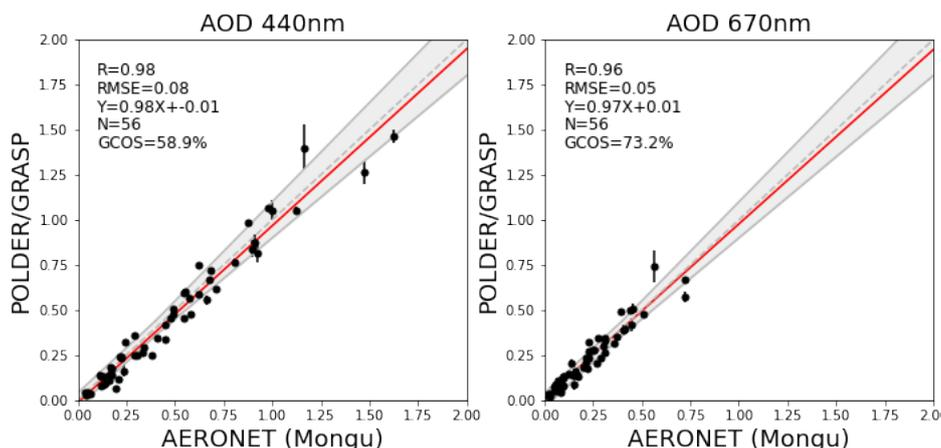 AOD 440nm
2.00
1.75
1.50
1.25
1.00
0.75
0.50
0.25
0.00
R=0.98
RMSE=0.08
Y=0.98X+-0.01
N=56
GCOS=58.9%
POLDER/GRASP
0.00 0.25 0.50 0.75 1.00 1.25 1.50 1.75 2.00
AERONET (Mongu)
AOD 670nm
2.00
1.75
1.50
1.25
1.00
0.75
0.50
0.25
0.00
R=0.96
RMSE=0.05
Y=0.97X+0.01
N=56
GCOS=73.2%
POLDER/GRASP
0.00 0.25 0.50 0.75 1.00 1.25 1.50 1.75 2.00
AERONET (Mongu)